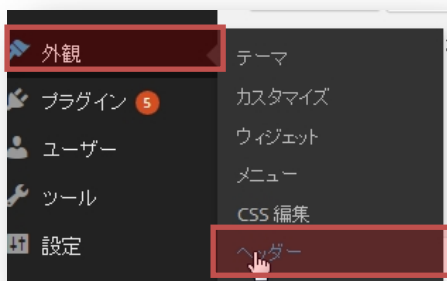 外観
プラグイン 5
ユーザー
ツール
設定
テーマ
カスタマイズ
ウィジェット
メニュー
CSS 編集
ヘッダー